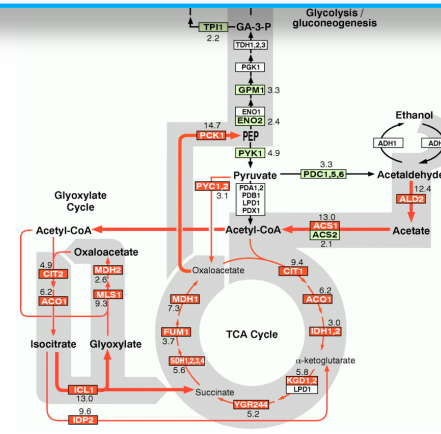 Glycolysis /
gluconeogenesis
TPI1
GA-3-P
2.2
TDH1,2,3
PGK1
GPM1
3.3
ENO1
ENO2
2.4
14.7
PCK1
PEP
PYK1
4.9
Ethanol
ADH1
Pyruvate
3.3
PDC1,5,6
Acetaldehyde
PYC1,2
3.1
PDA1,2
PDB1
LPD1
PDX1
12.4
ALD2
Glyoxylate
Cycle
Acetyl-CoA
Acetyl-CoA
13.0
ACS1
ACS2
2.1
Acetate
Oxaloacetate
4.9
CIT2
MDH2
2.6
Oxaloacetate
9.4
CIT1
6.2
ACO1
MLS1
9.3
MDH1
7.3
6.2
ACO1
3.0
IDH1,2
FUM1
3.7
TCA Cycle
Isocitrate
Glyoxylate
SDH1,2,3,4
5.6
α-ketoglutarate
5.8
KGD1,2
LPD1
ICL1
13.0
Succinate
YGR244
5.2
9.6
IDP2